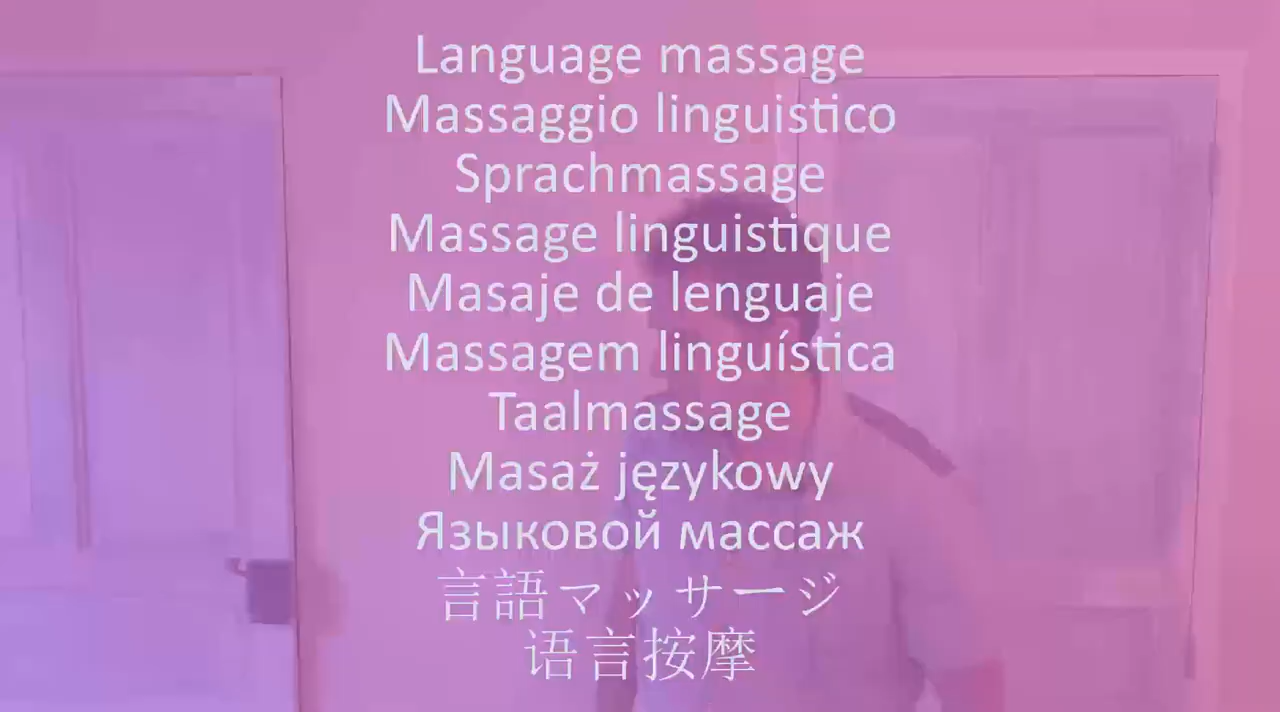 Language massage
Massaggio linguistico
Sprachmassage
Massage linguistique
Masaje de lenguaje
Massagem linguística
Taalmassage
Masaż językowy
Языковой массаж
言語マッサージ
语言按摩